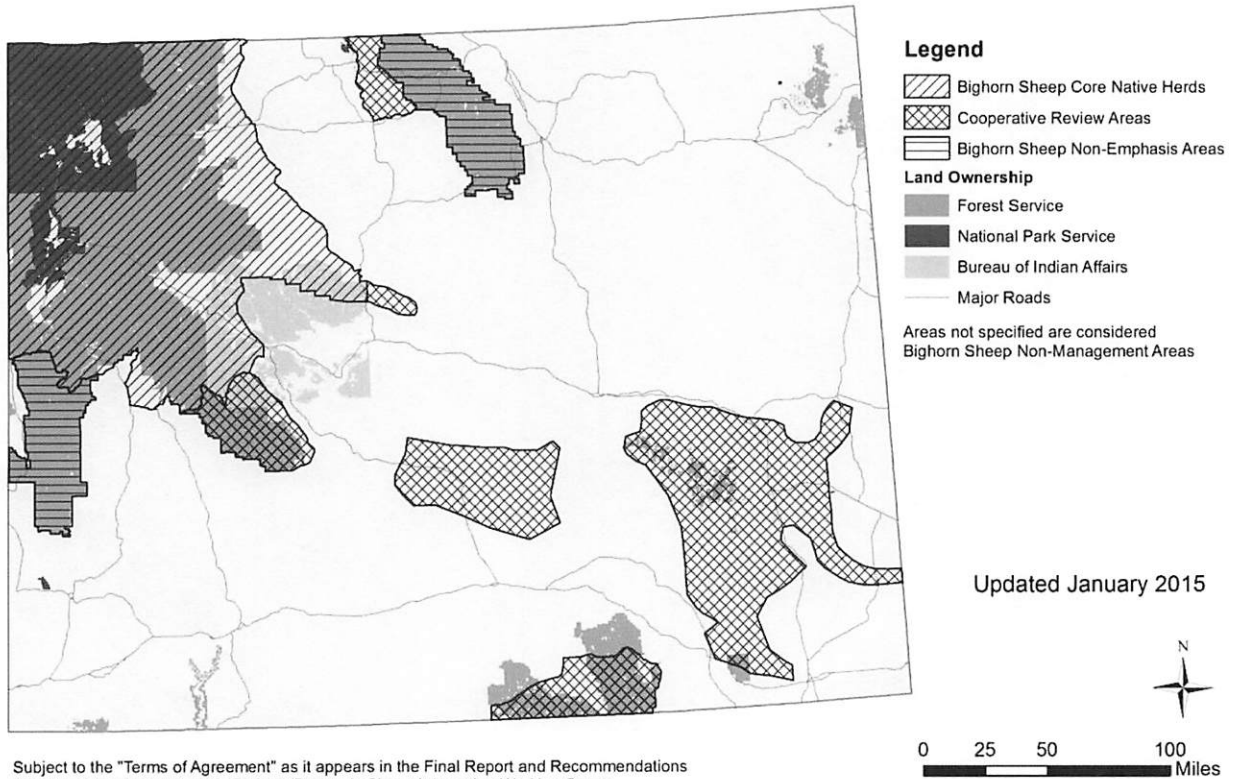 Legend
Bighorn Sheep Core Native Herds
Cooperative Review Areas
Bighorn Sheep Non-Emphasis Areas
Land Ownership
Forest Service
National Park Service
Bureau of Indian Affairs
Major Roads
Areas not specified are considered
Bighorn Sheep Non-Management Areas
Updated January 2015
N
0 25 50 100
Miles
Subject to the "Terms of Agreement" as it appears in the Final Report and Recommendations